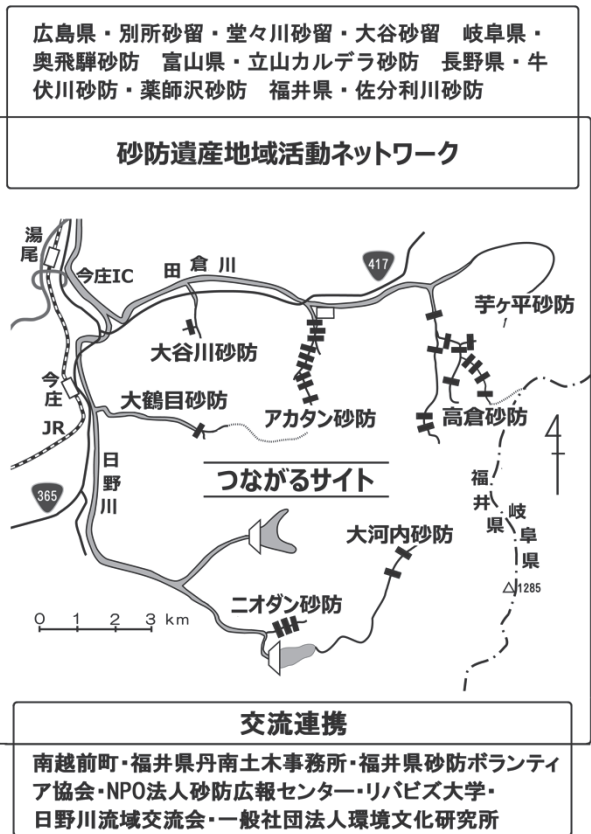 広島県・別所砂留・堂々川砂留・大谷砂留　岐阜県・
奥飛騨砂防　富山県・立山カルデラ砂防　長野県・牛
伏川砂防・薬師沢砂防　福井県・佐分利川砂防
砂防遺産地域活動ネットワーク
湯尾
今庄IC
田倉川
417
芋ヶ平砂防
大谷川砂防
今庄
大鶴目砂防
アカタン砂防
高倉砂防
JR
日野川
365
つながるサイト
福井県
岐阜県
大河内砂防
△1285
ニオダン砂防
0 1 2 3 km
交流連携
南越前町・福井県丹南土木事務所・福井県砂防ボランティ
ア協会・NPO法人砂防広報センター・リバビズ大学・
日野川流域交流会・一般社団法人環境文化研究所